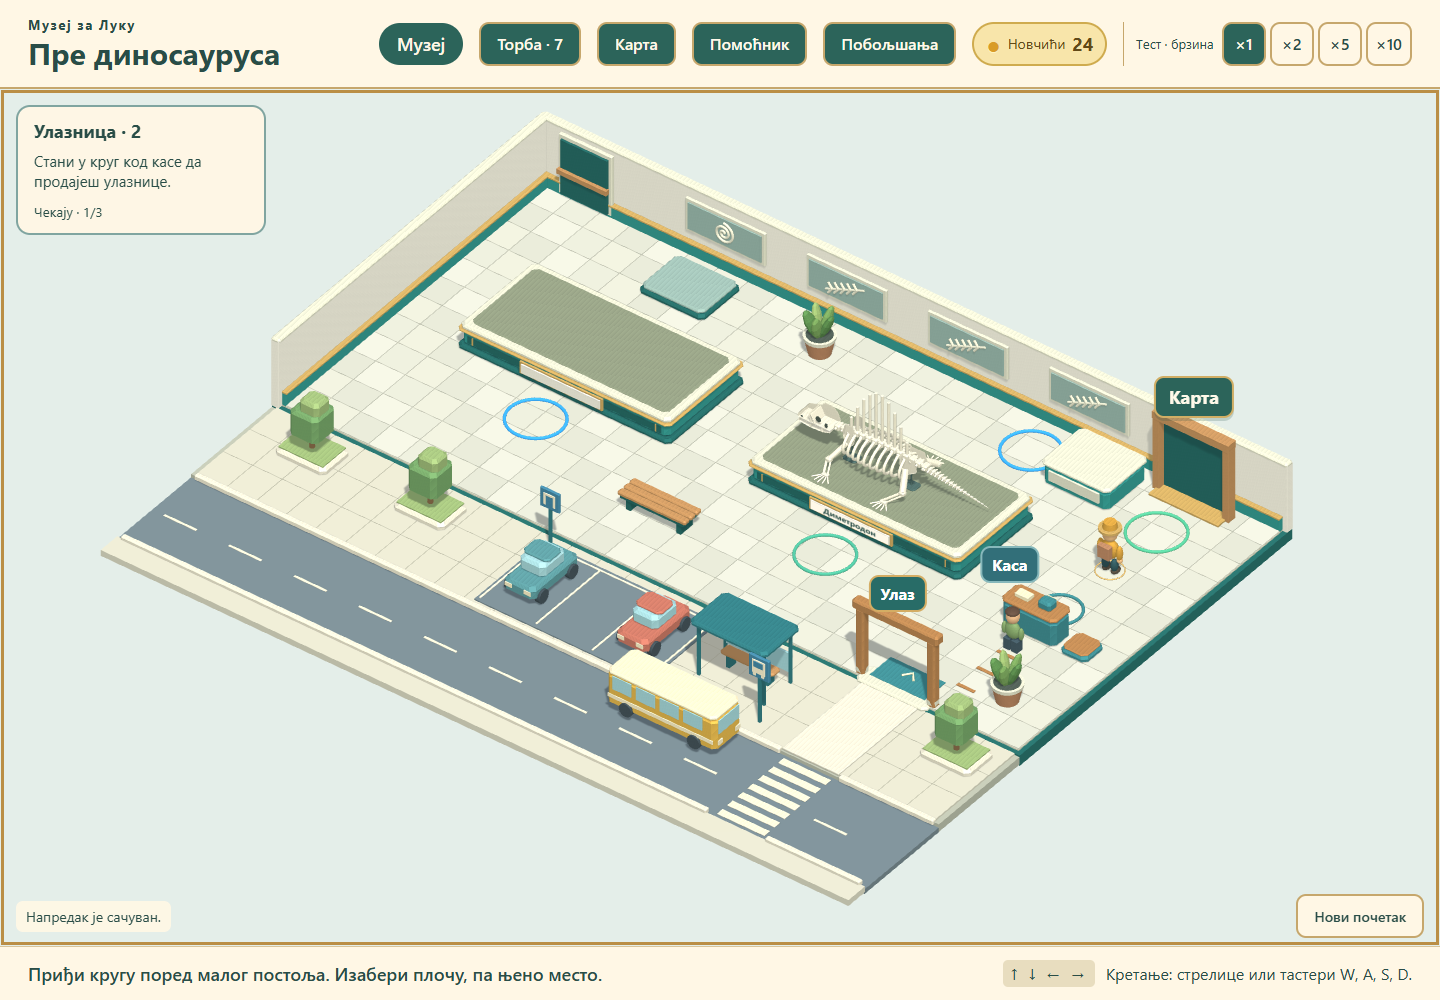 Музеј за Луку
Пре диносауруса
Музеј
Торба · 7
Карта
Помоћник
Побољшања
Новчићи 24
Тест · брзина
×1
×2
×5
×10
Улазница · 2
Стани у круг код касе да
продајеш улазнице.
Чекају · 1/3
Карта
Каса
Улаз
Диметродон
Напредак је сачуван.
Нови почетак
Приђи кругу поред малог постоља. Изабери плочу, па њено место.
↑ ↓ ← → Кретање: стрелице или тастери W, A, S, D.